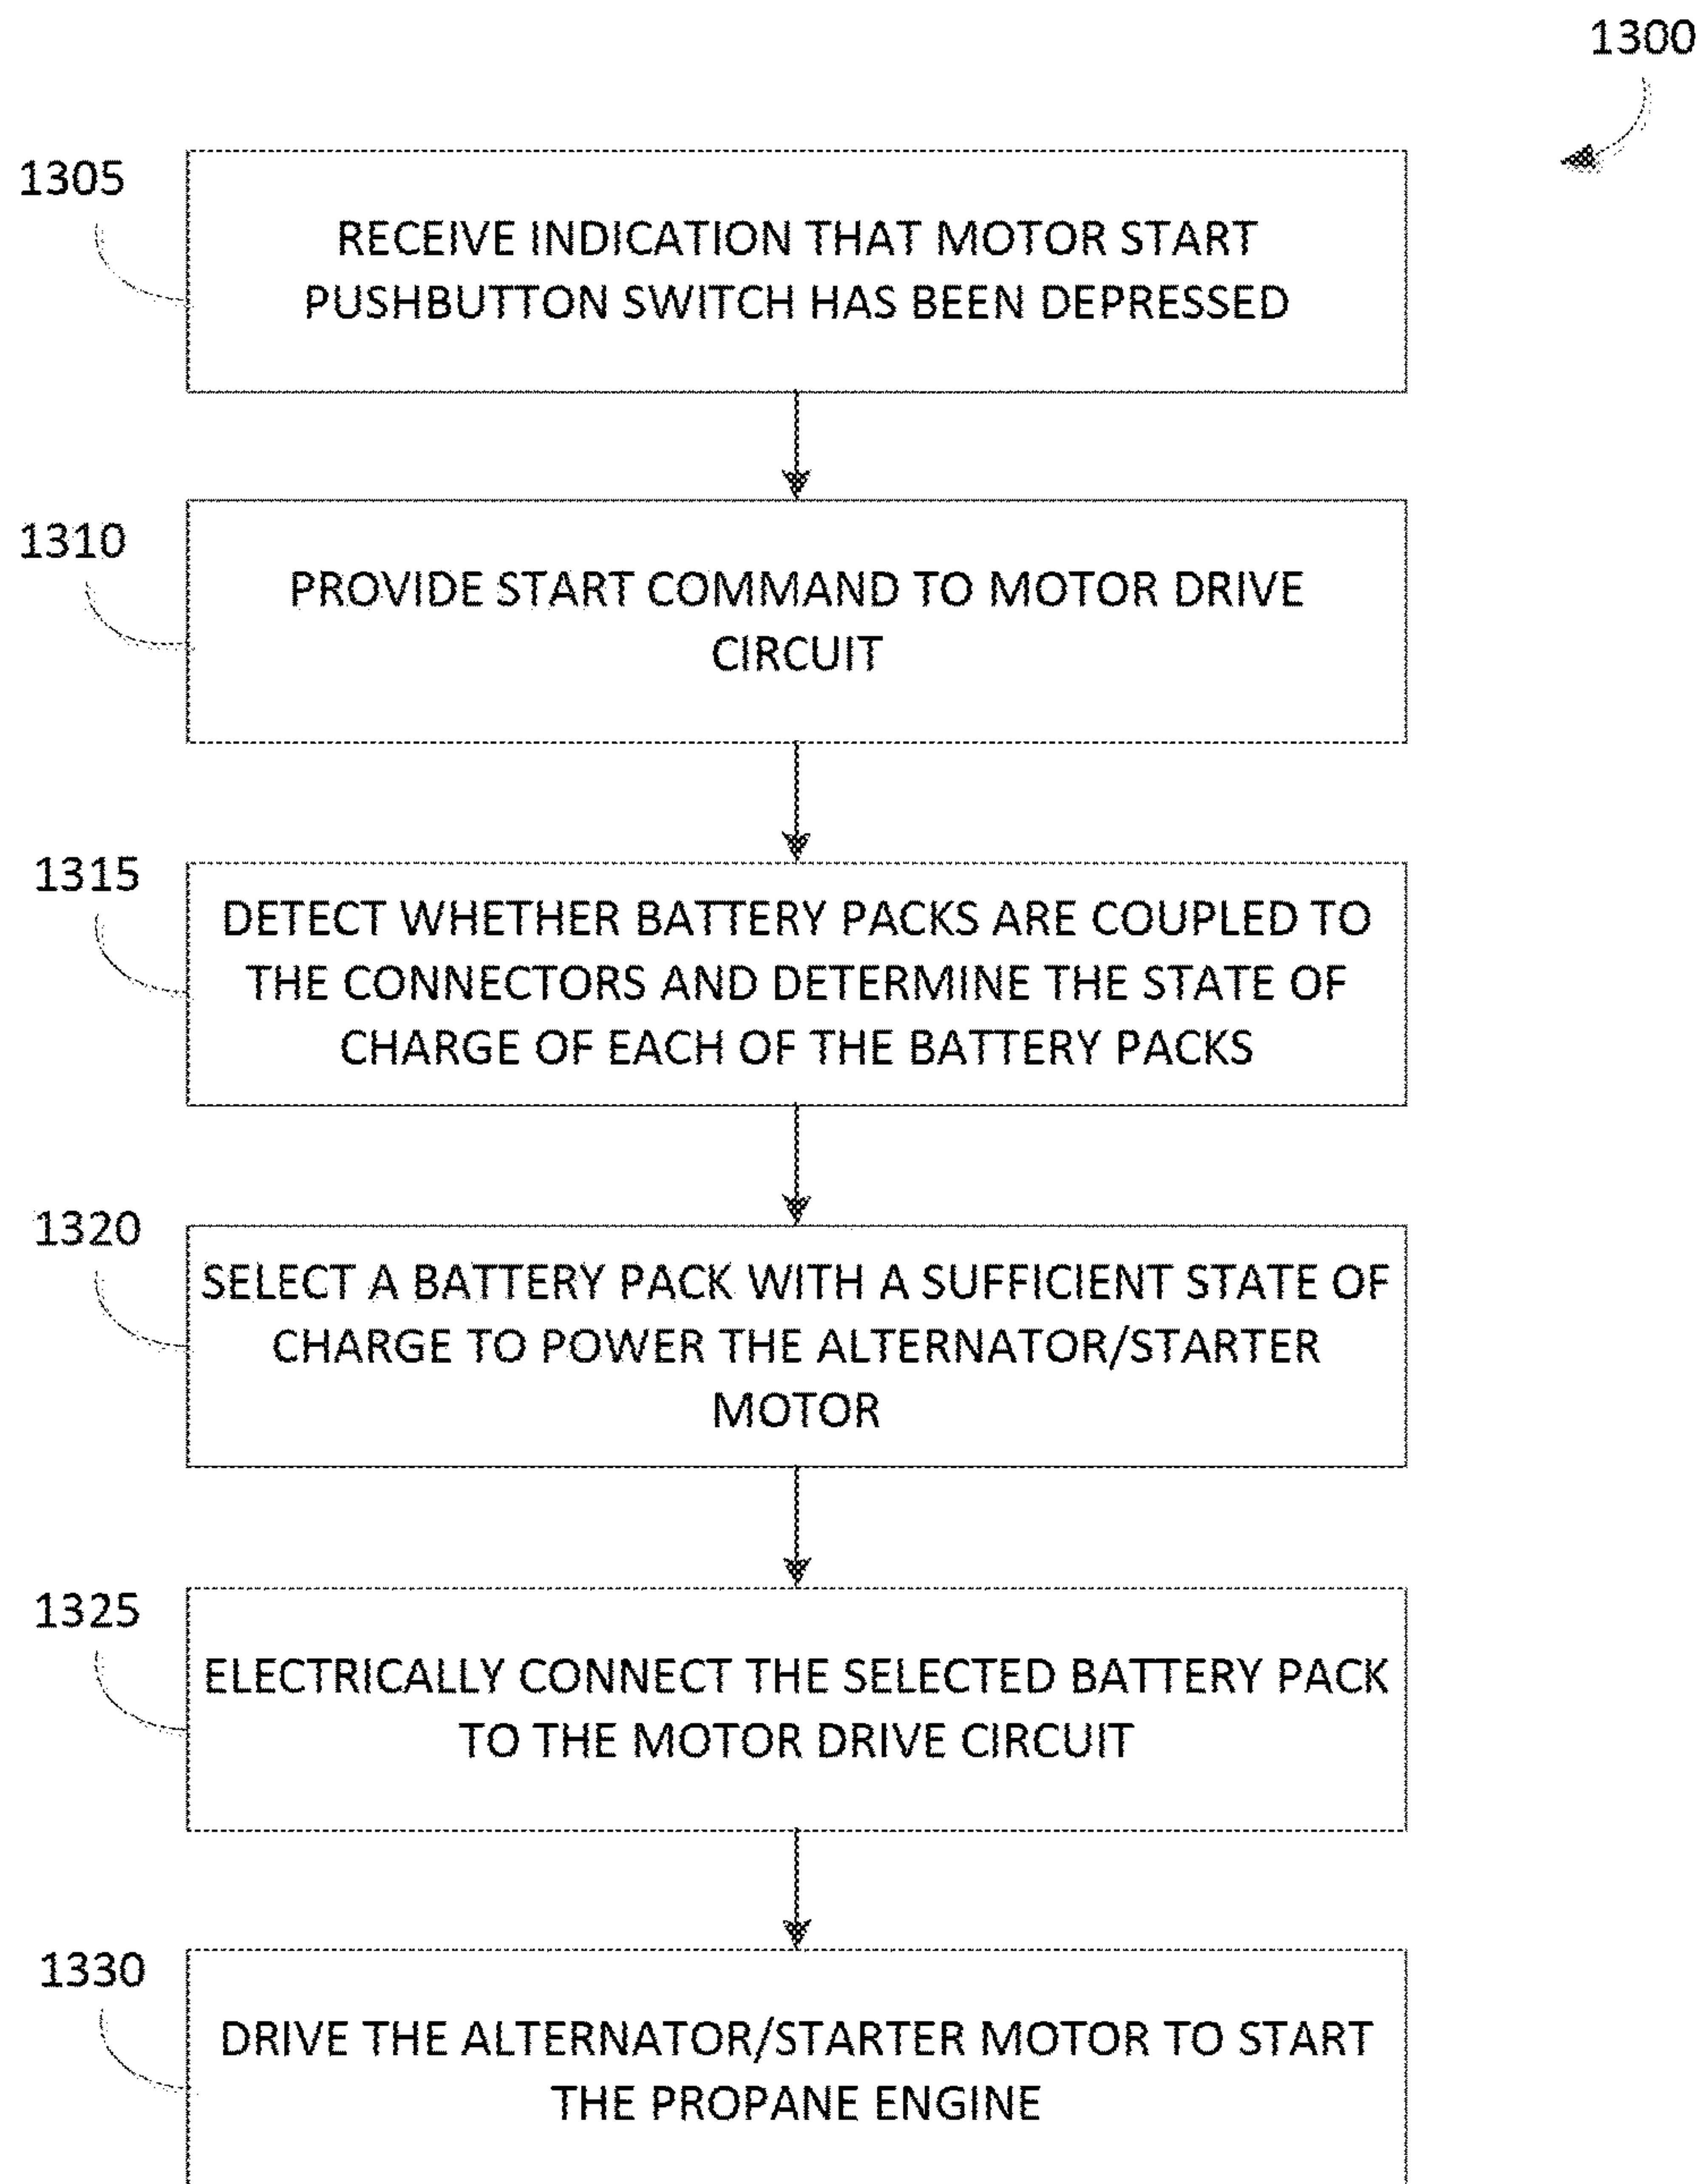 1300
1305
RECEIVE INDICATION THAT MOTOR START
PUSHBUTTON SWITCH HAS BEEN DEPRESSED
1310
PROVIDE START COMMAND TO MOTOR DRIVE
CIRCUIT
1315
DETECT WHETHER BATTERY PACKS ARE COUPLED TO
THE CONNECTORS AND DETERMINE THE STATE OF
CHARGE OF EACH OF THE BATTERY PACKS
1320
SELECT A BATTERY PACK WITH A SUFFICIENT STATE OF
CHARGE TO POWER THE ALTERNATOR/STARTER
MOTOR
1325
ELECTRICALLY CONNECT THE SELECTED BATTERY PACK
TO THE MOTOR DRIVE CIRCUIT
1330
DRIVE THE ALTERNATOR/STARTER MOTOR TO START
THE PROPANE ENGINE